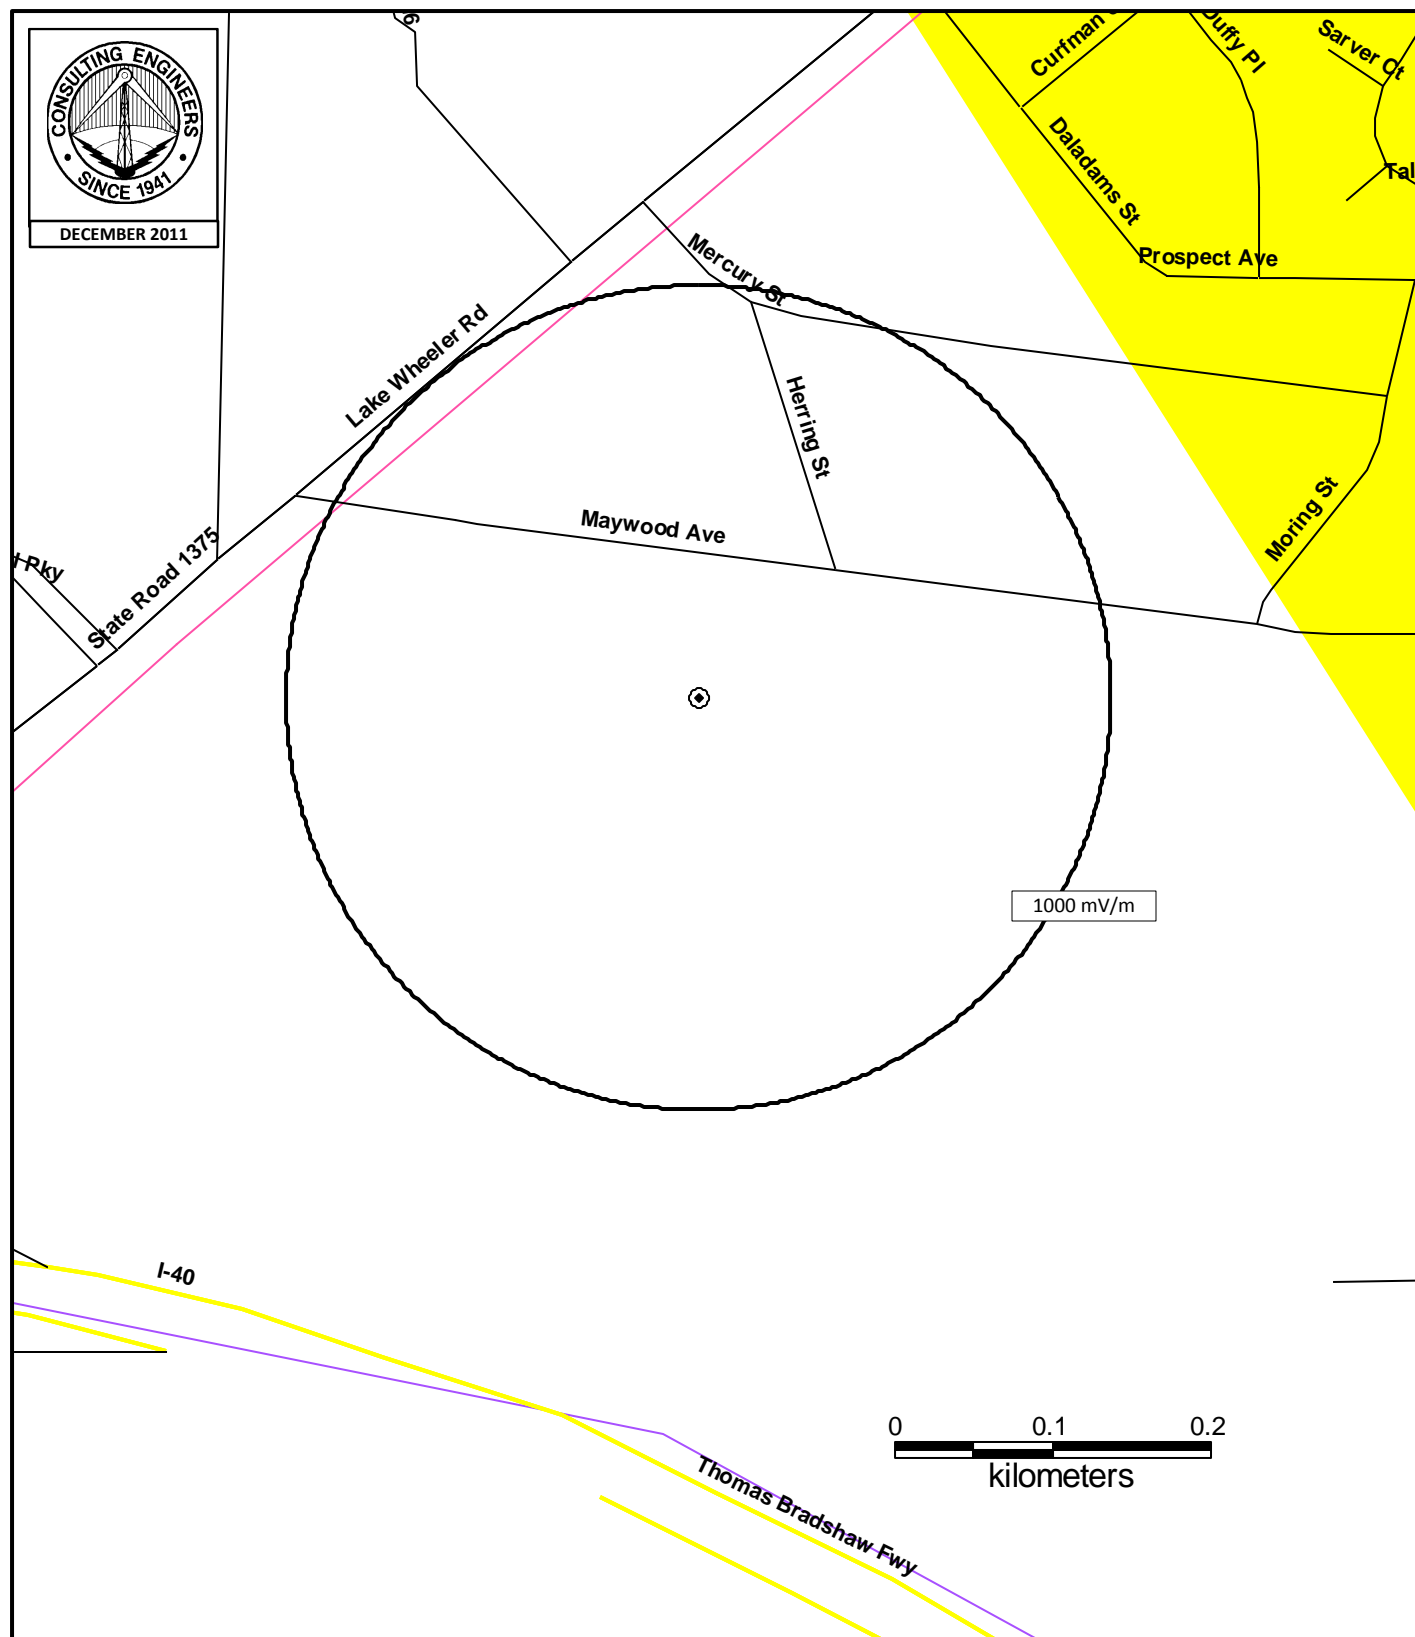 CONSULTING ENGINEERS
SINCE 1941
DECEMBER 2011
Curfman
Duffy Pl
Sarver Ct
Daladams St
Prospect Ave
Mercury St
Lake Wheeler Rd
Herring St
Maywood Ave
Moring St
State Road 1375
Pky
1000 mV/m
I-40
Thomas Bradshaw Fwy
0 0.1 0.2
kilometers